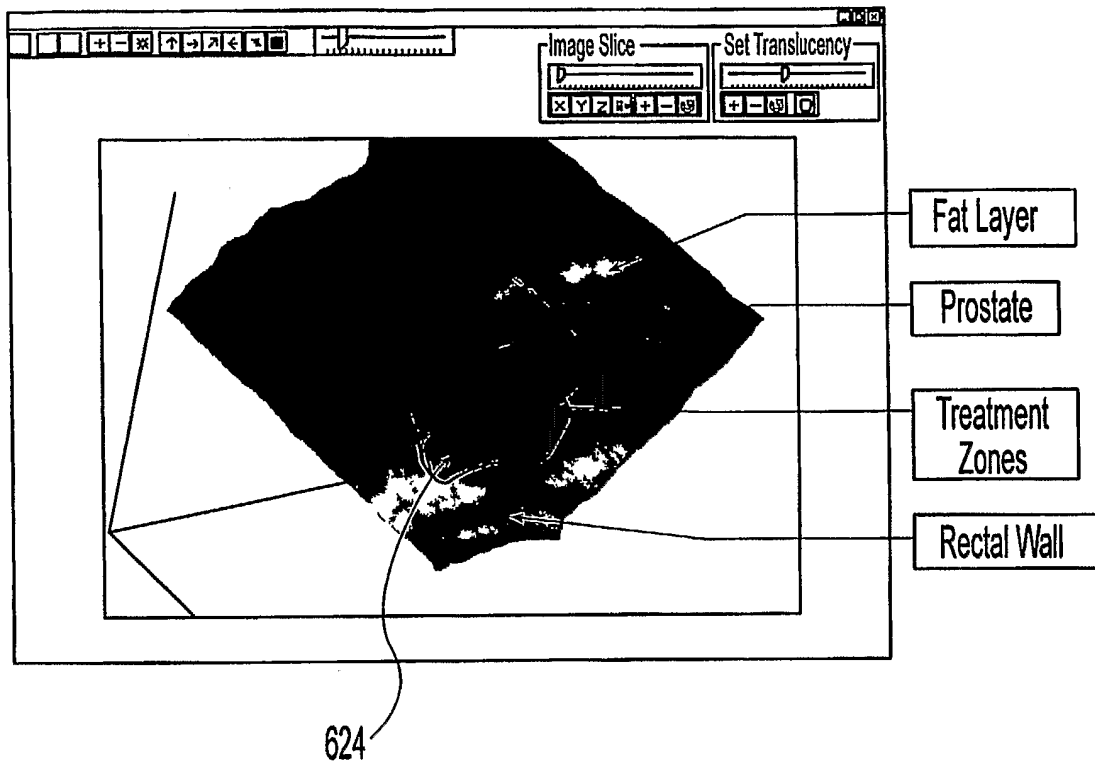 Image Slice
Set Translucency
X Y Z
Fat Layer
Prostate
Treatment
Zones
Rectal Wall
624